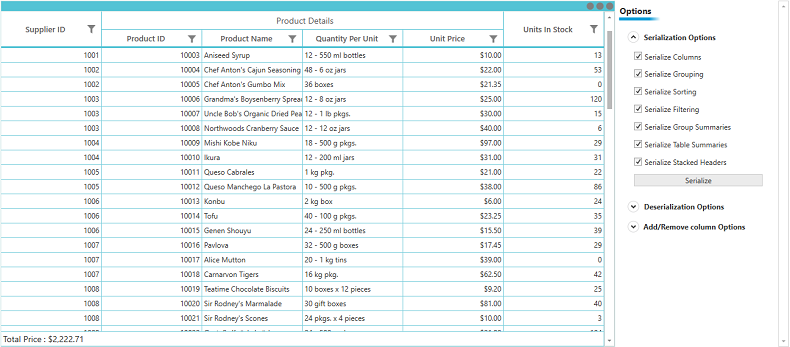 Product Details
Supplier ID Units In Stock
Product ID Product Name Quantity Per Unit Unit Price
1001 10003 Aniseed Syrup 12 - 550 ml bottles $10.00 13
1002 10004 Chef Anton's Cajun Seasoning 48 - 6 oz jars $22.00 53
1002 10005 Chef Anton's Gumbo Mix 36 boxes $21.35 0
1003 10006 Grandma's Boysenberry Sprea 12 - 8 oz jars $25.00 120
1003 10007 Uncle Bob's Organic Dried Pea 12 - 1 lb pkgs. $30.00 15
1003 10008 Northwoods Cranberry Sauce 12 - 12 oz jars $40.00 6
1004 10009 Mishi Kobe Niku 18 - 500 g pkgs. $97.00 29
1004 10010 Ikura 12 - 200 ml jars $31.00 31
1005 10011 Queso Cabrales 1 kg pkg. $21.00 22
1005 10012 Queso Manchego La Pastora 10 - 500 g pkgs. $38.00 86
1006 10013 Konbu 2 kg box $6.00 24
1006 10014 Tofu 40 - 100 g pkgs. $23.25 35
1006 10015 Genen Shouyu 24 - 250 ml bottles $15.50 39
1007 10016 Pavlova 32 - 500 g boxes $17.45 29
1007 10017 Alice Mutton 20 - 1 kg tins $39.00 0
1007 10018 Carnarvon Tigers 16 kg pkg. $62.50 42
1008 10019 Teatime Chocolate Biscuits 10 boxes x 12 pieces $9.20 25
1008 10020 Sir Rodney's Marmalade 30 gift boxes $81.00 40
1008 10021 Sir Rodney's Scones 24 pkgs. x 4 pieces $10.00 3
Total Price : $2,222.71
Options
Serialization Options
Serialize Columns
Serialize Grouping
Serialize Sorting
Serialize Filtering
Serialize Group Summaries
Serialize Table Summaries
Serialize Stacked Headers
Serialize
Deserialization Options
Add/Remove column Options